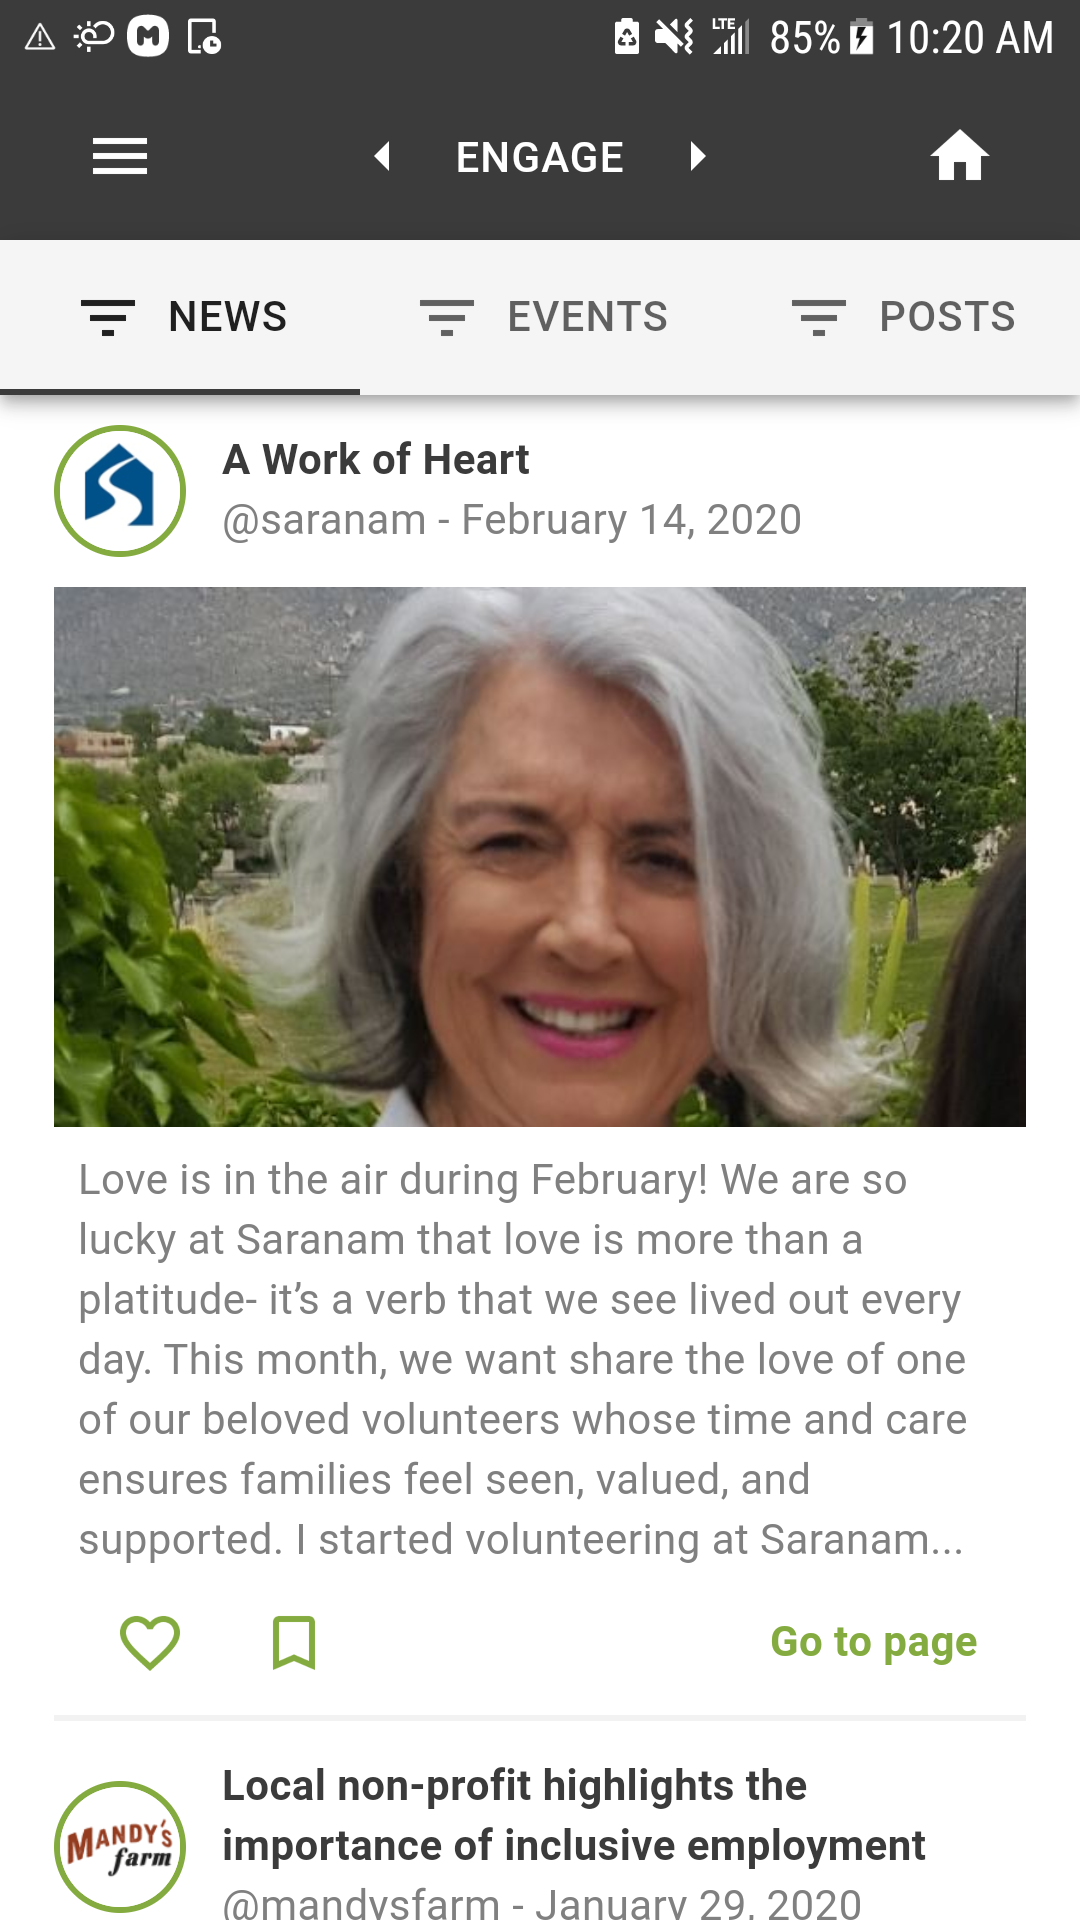 LTE 85% 10:20 AM
ENGAGE
NEWS EVENTS POSTS
A Work of Heart
@saranam - February 14, 2020
Love is in the air during February! We are so
lucky at Saranam that love is more than a
platitude- it’s a verb that we see lived out every
day. This month, we want share the love of one
of our beloved volunteers whose time and care
ensures families feel seen, valued, and
supported. I started volunteering at Saranam...
Go to page
Local non-profit highlights the
importance of inclusive employment
MANDY'S
farm
@mandysfarm - January 29, 2020